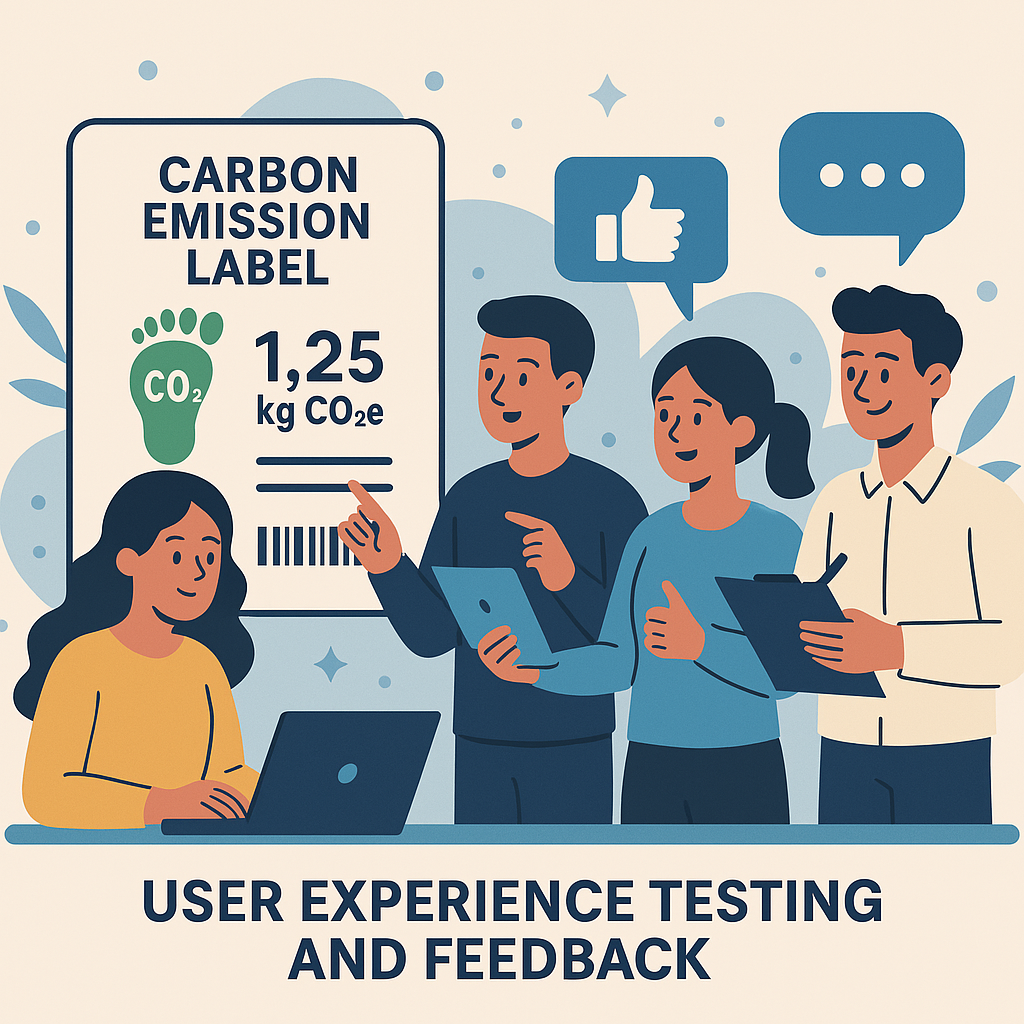 CARBON
EMISSION
LABEL
CO₂
1,25
kg CO₂e
USER EXPERIENCE TESTING
AND FEEDBACK